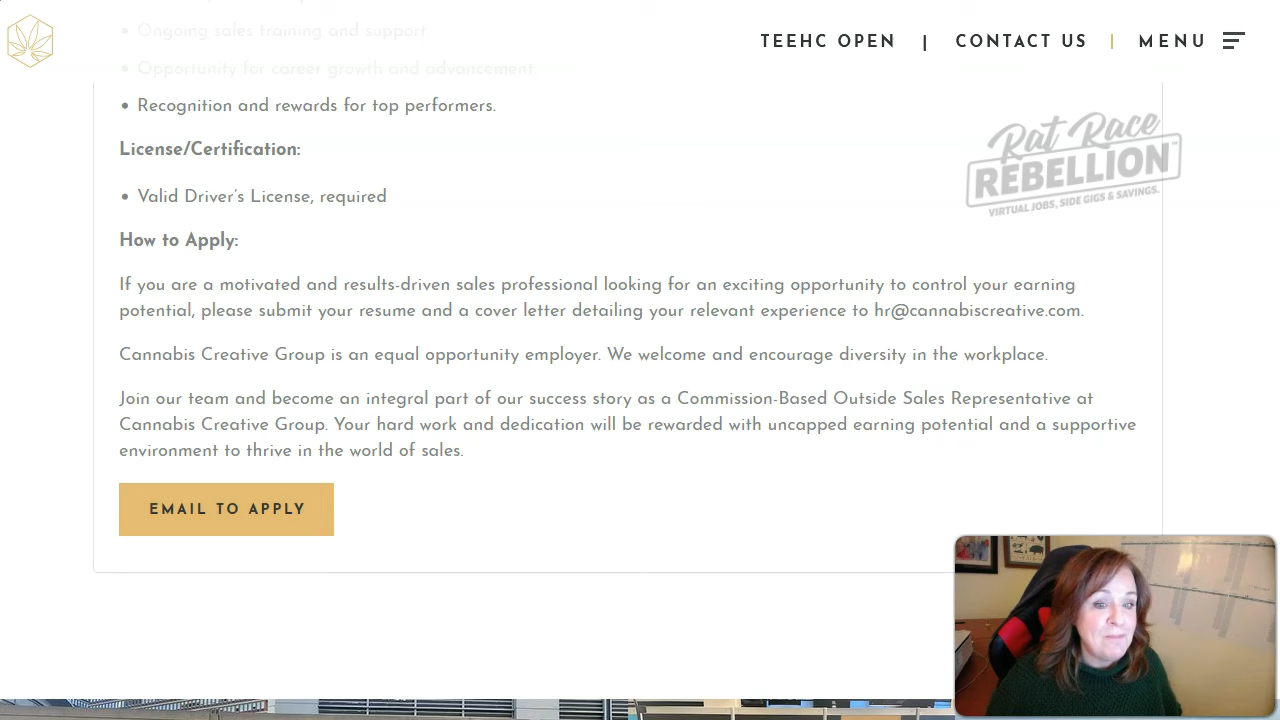 TEEHC OPEN | CONTACT US | MENU
• Ongoing sales training and support
• Opportunity for career growth and advancement.
• Recognition and rewards for top performers.
License/Certification:
• Valid Driver’s License, required
How to Apply:
If you are a motivated and results-driven sales professional looking for an exciting opportunity to control your earning
potential, please submit your resume and a cover letter detailing your relevant experience to hr@cannabiscreative.com.
Cannabis Creative Group is an equal opportunity employer. We welcome and encourage diversity in the workplace.
Join our team and become an integral part of our success story as a Commission-Based Outside Sales Representative at
Cannabis Creative Group. Your hard work and dedication will be rewarded with uncapped earning potential and a supportive
environment to thrive in the world of sales.
EMAIL TO APPLY
Rat Race
REBELLION™
VIRTUAL JOBS, SIDE GIGS & SAVINGS.